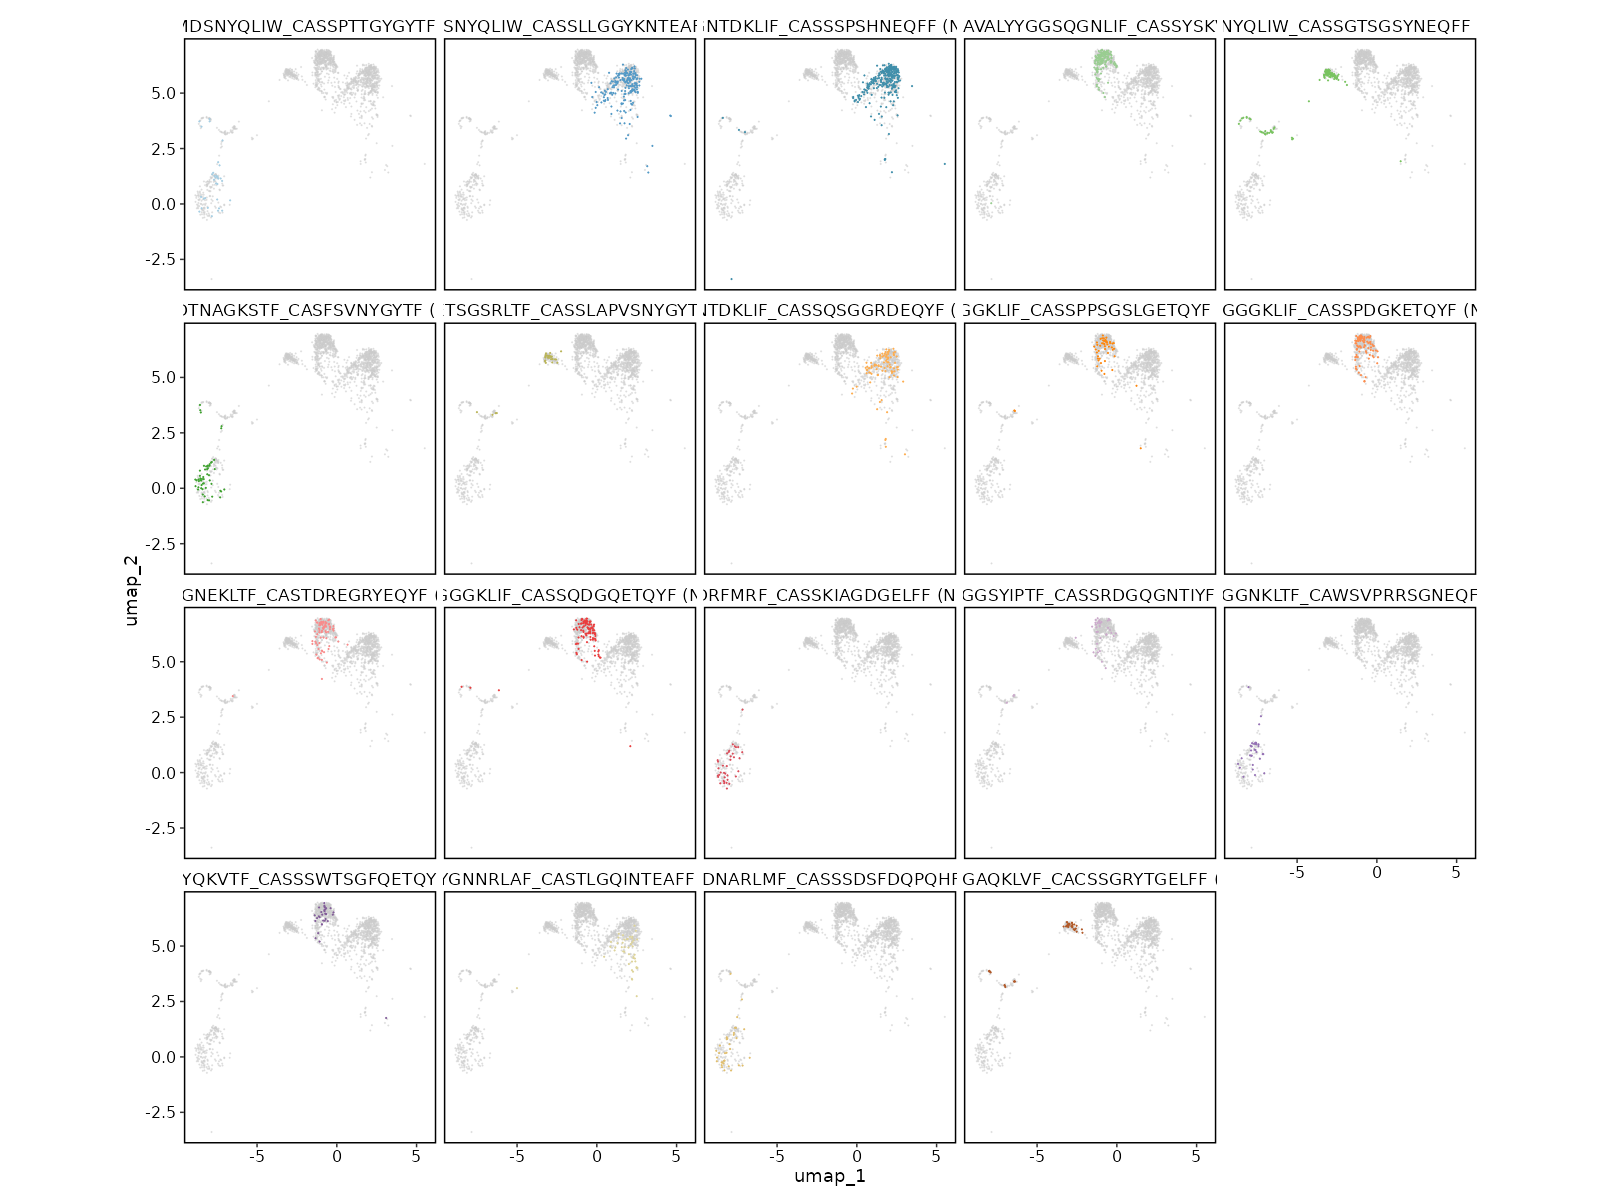 MDSNYQLIW_CASSPTTGYGYTF SNYQLIW_CASSLLGGYKNTEAF GNTDKLIF_CASSSPSHNEQFF (N AVALYYGGSQGNLIF_CASSYSK NYQLIW_CASSGTSGSYNEQFF
5.0
2.5
0.0
-2.5
DTNAGKSTF_CASFSVNYGYTF ( LTSGSRLTF_CASSLAPVSNYGYT NTDKLIF_CASSQSGGRDEQYF ( GGKLIF_CASSPPSGSLGETQYF GGGKLIF_CASSPDGKETQYF (N
5.0
2.5
0.0
-2.5
umap_2
GNEKLTF_CASTDREGRYEQYF ( GGGKLIF_CASSQDGQETQYF (N DRFMRF_CASSKIAGDGELFF (N GGSYIPTF_CASSRDGQGNTIYF GGNKLTF_CAWSVPRRSGNEQF
5.0
2.5
0.0
-2.5
-5 0 5
YQKVTF_CASSSWTSGFQETQY YGNNRLAF_CASTLGQINTEAFF DNARLMF_CASSSDSFDQPQHF GAQKLVF_CACSSGRYTGELFF (
5.0
2.5
0.0
-2.5
-5 0 5 -5 0 5 -5 0 5 -5 0 5
umap_1